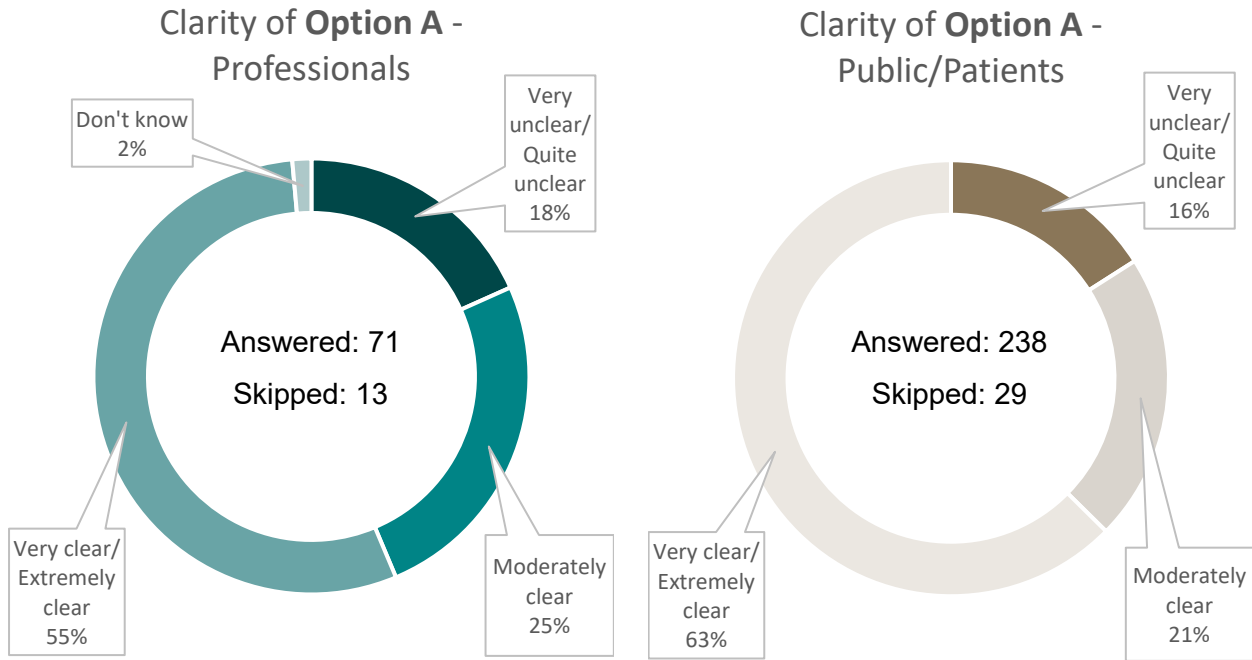 Clarity of Option A -
Professionals
Don't know
2%
Very
unclear/
Quite
unclear
18%
Answered: 71
Skipped: 13
Very clear/
Extremely
clear
55%
Moderately
clear
25%
Clarity of Option A -
Public/Patients
Very
unclear/
Quite
unclear
16%
Answered: 238
Skipped: 29
Very clear/
Extremely
clear
63%
Moderately
clear
21%